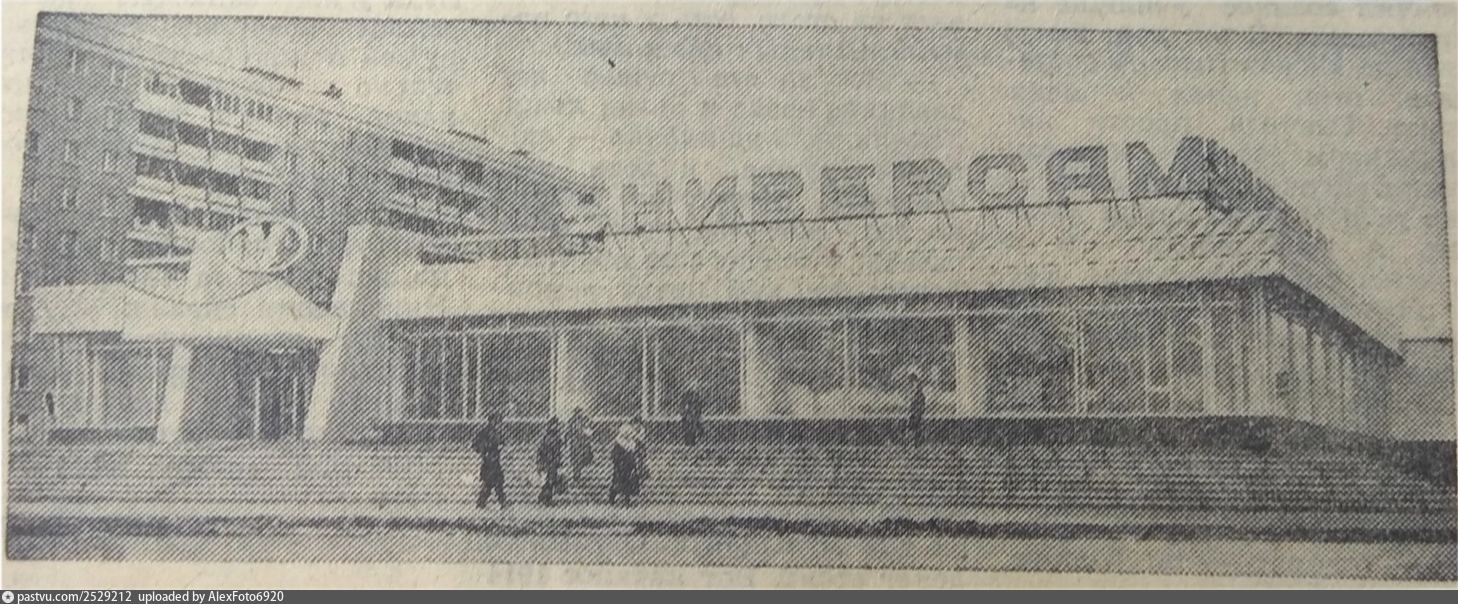 УНИВЕРСАМ
pastvu.com/2529212 uploaded by AlexFoto6920